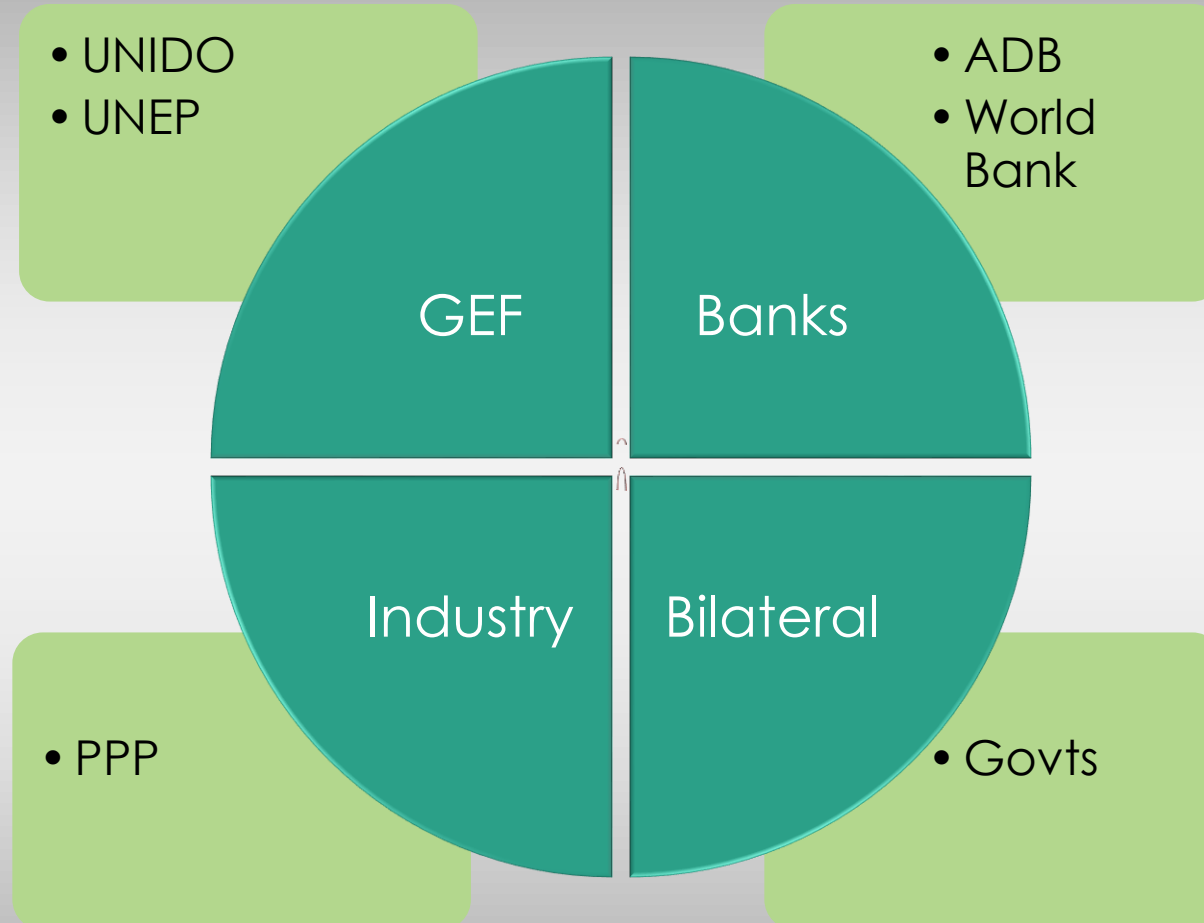 • UNIDO
• UNEP
• ADB
• World
Bank
GEF
Banks
Industry
Bilateral
• PPP
• Govts